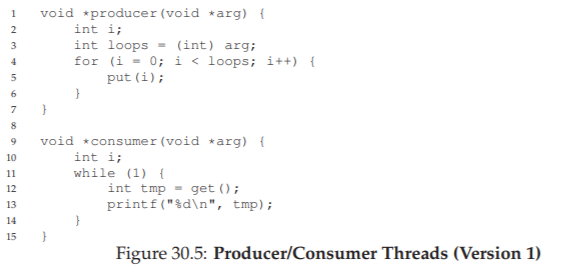 1 void *producer(void *arg) {
2 int i;
3 int loops = (int) arg;
4 for (i = 0; i < loops; i++) {
5 put(i);
6 }
7 }
8
9 void *consumer(void *arg) {
10 int i;
11 while (1) {
12 int tmp = get();
13 printf("%d\n", tmp);
14 }
15 }
Figure 30.5: Producer/Consumer Threads (Version 1)